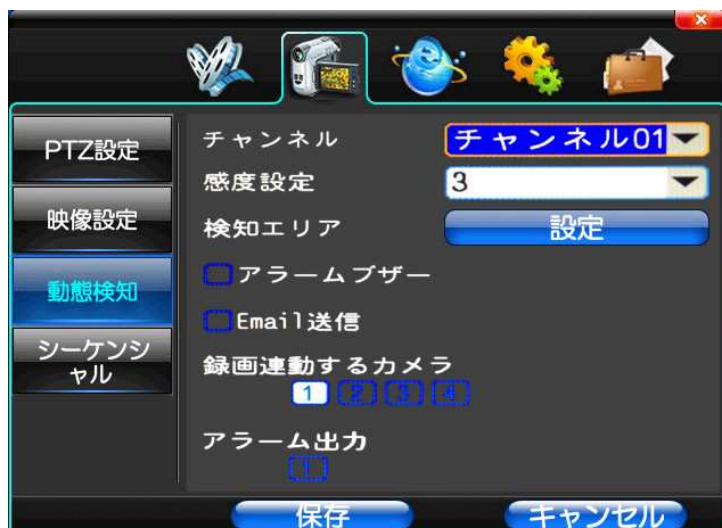 PTZ設定
映像設定
動態検知
シーケンシ
ャル
チャンネル チャンネル01
感度設定 3
検知エリア 設定
アラームブザー
Email送信
録画連動するカメラ
1 2 3 4
アラーム出力
1
保存 キャンセル